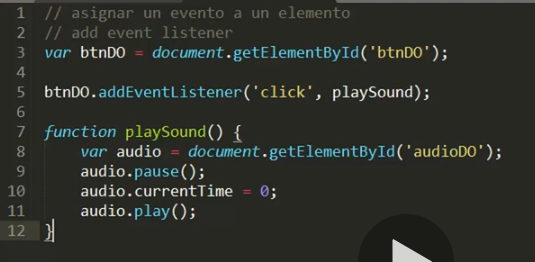 1 // asignar un evento a un elemento
2 // add event listener
3 var btnDO = document.getElementById('btnDO');
4
5 btnDO.addEventListener('click', playSound);
6
7 function playSound() {
8 var audio = document.getElementById('audioDO');
9 audio.pause();
10 audio.currentTime = 0;
11 audio.play();
12 }